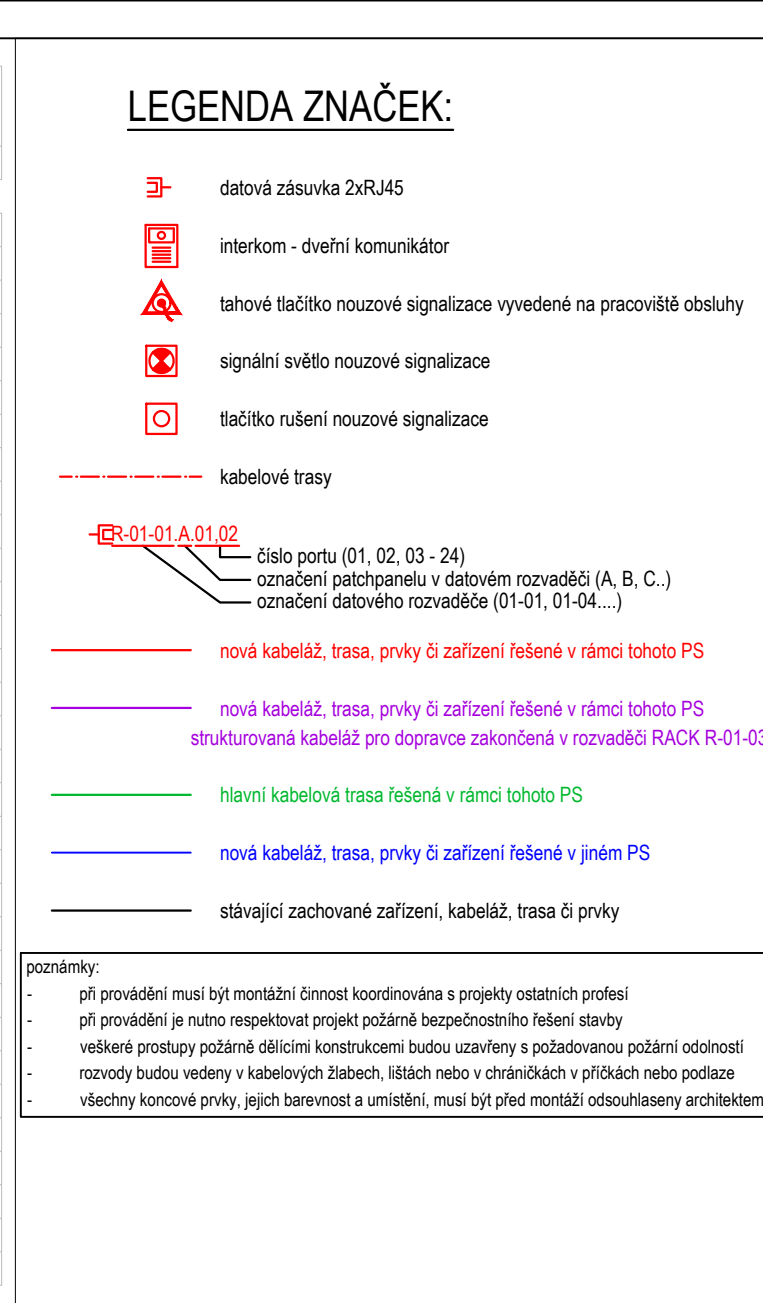 LEGENDA ZNAČEK:
datová zásuvka 2xRJ45
interkom - dveřní komunikátor
tahové tlačítko nouzové signalizace vyvedené na pracoviště obsluhy
signální světlo nouzové signalizace
tlačítko rušení nouzové signalizace
kabelové trasy
R-01-01.A.01,02
číslo portu (01, 02, 03 - 24)
označení patchpanelu v datovém rozvaděči (A, B, C..)
označení datového rozvaděče (01-01, 01-04....)
nová kabeláž, trasa, prvky či zařízení řešené v rámci tohoto PS
nová kabeláž, trasa, prvky či zařízení řešené v rámci tohoto PS
strukturovaná kabeláž pro dopravce zakončená v rozvaděči RACK R-01-03
hlavní kabelová trasa řešená v rámci tohoto PS
nová kabeláž, trasa, prvky či zařízení řešené v jiném PS
stávající zachované zařízení, kabeláž, trasa či prvky
poznámky:
- při provádění musí být montážní činnost koordinována s projekty ostatních profesí
- při provádění je nutno respektovat projekt požárně bezpečnostního řešení stavby
- veškeré prostupy požárně dělícími konstrukcemi budou uzavřeny s požadovanou požární odolností
- rozvody budou vedeny v kabelových žlabech, lištách nebo v chráničkách v příčkách nebo podlaze
- všechny koncové prvky, jejich barevnost a umístění, musí být před montáží odsouhlaseny architektem